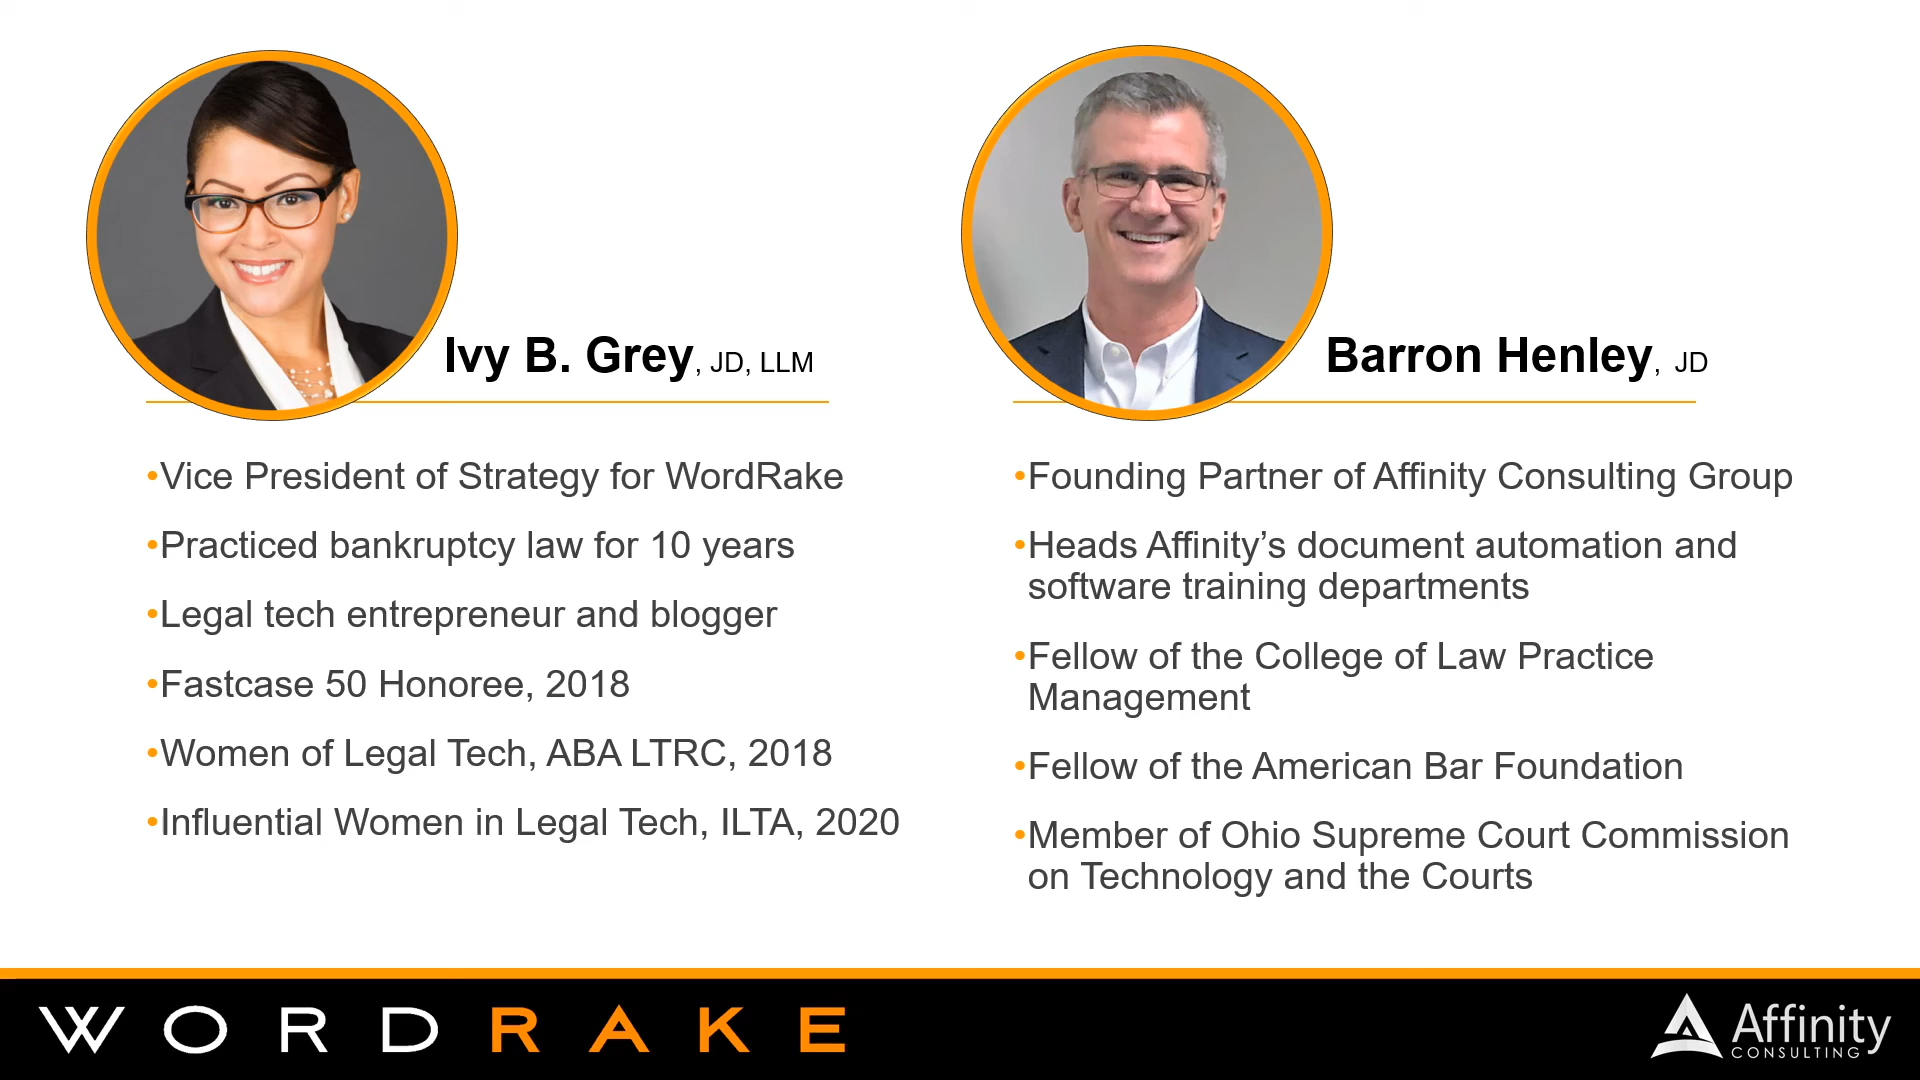 Ivy B. Grey, JD, LLM
•Vice President of Strategy for WordRake
•Practiced bankruptcy law for 10 years
•Legal tech entrepreneur and blogger
•Fastcase 50 Honoree, 2018
•Women of Legal Tech, ABA LTRC, 2018
•Influential Women in Legal Tech, ILTA, 2020
Barron Henley, JD
•Founding Partner of Affinity Consulting Group
•Heads Affinity’s document automation and
software training departments
•Fellow of the College of Law Practice
Management
•Fellow of the American Bar Foundation
•Member of Ohio Supreme Court Commission
on Technology and the Courts
WORDRAKE
Affinity
CONSULTING